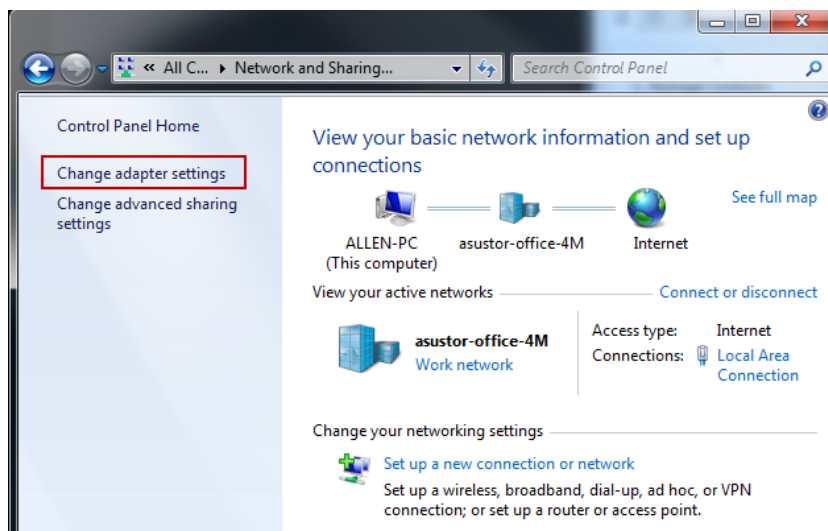 « All C... ▸ Network and Sharing...
Search Control Panel
Control Panel Home
Change adapter settings
Change advanced sharing
settings
View your basic network information and set up
connections
See full map
ALLEN-PC
(This computer)
asustor-office-4M
Internet
View your active networks
Connect or disconnect
asustor-office-4M
Work network
Access type: Internet
Connections: Local Area
Connection
Change your networking settings
Set up a new connection or network
Set up a wireless, broadband, dial-up, ad hoc, or VPN
connection; or set up a router or access point.